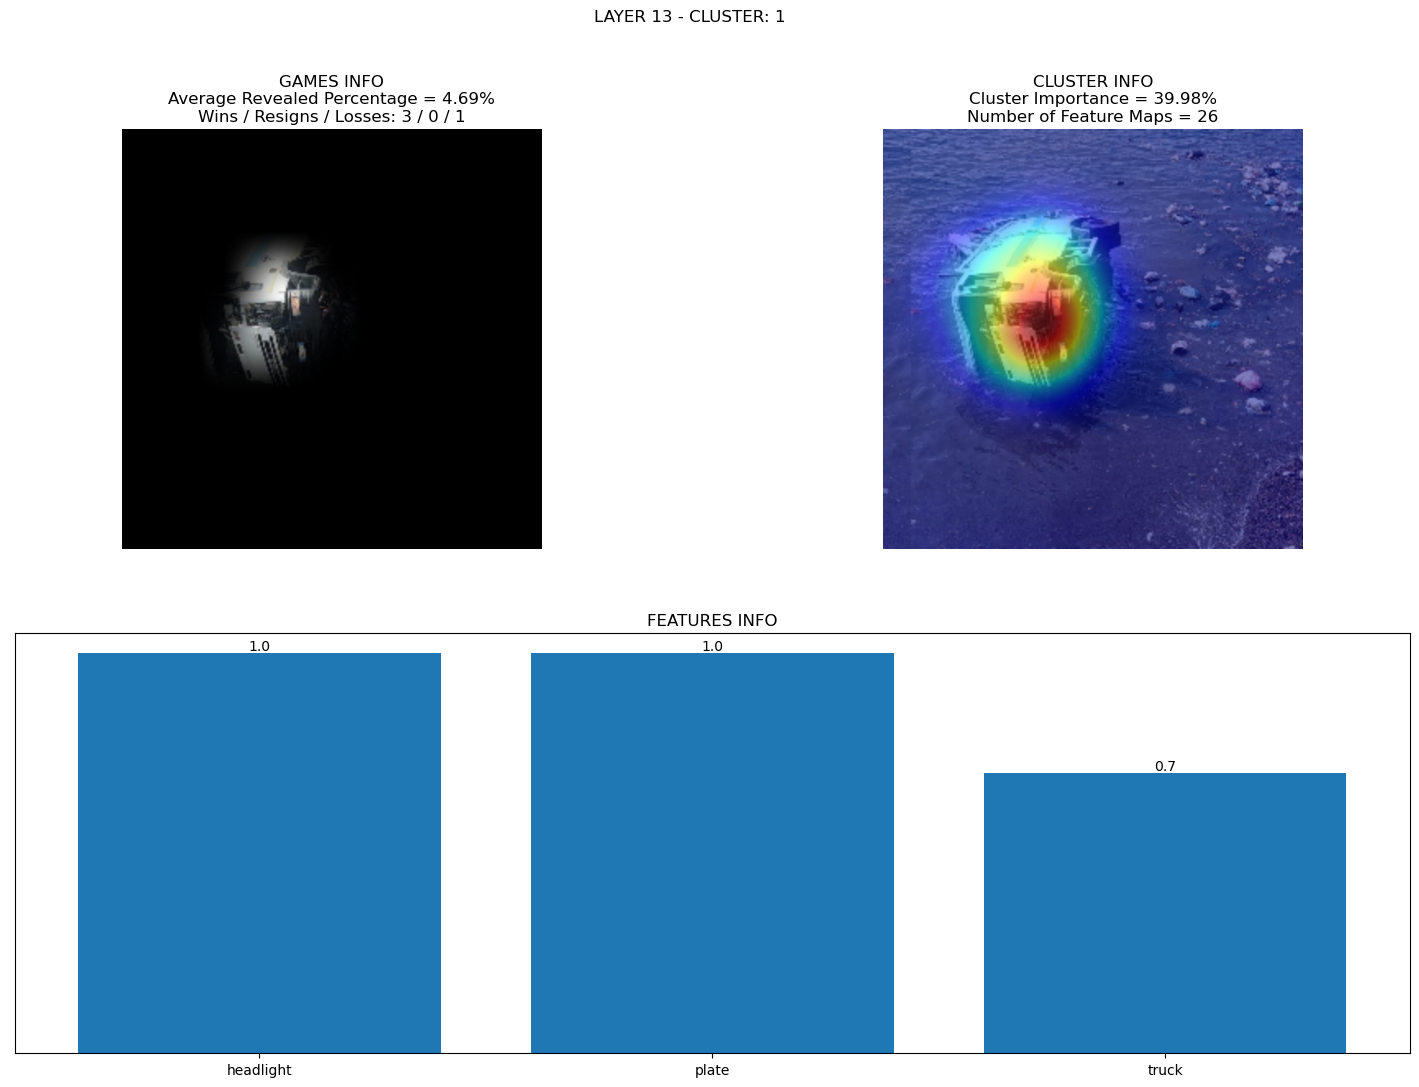 LAYER 13 - CLUSTER: 1
GAMES INFO
Average Revealed Percentage = 4.69%
Wins / Resigns / Losses: 3 / 0 / 1
CLUSTER INFO
Cluster Importance = 39.98%
Number of Feature Maps = 26
FEATURES INFO
1.0
1.0
0.7
headlight
plate
truck